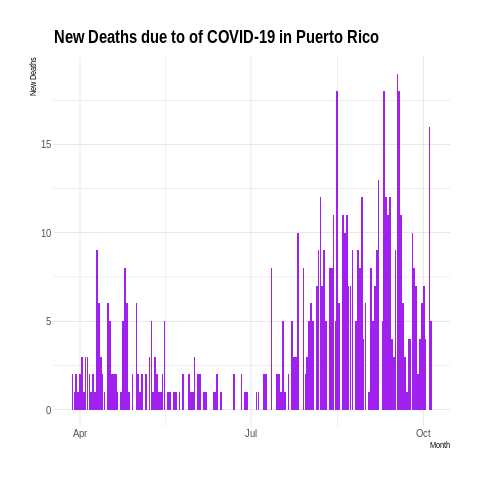 New Deaths due to of COVID-19 in Puerto Rico
New Deaths
15
10
5
0
Apr Jul Oct
Month